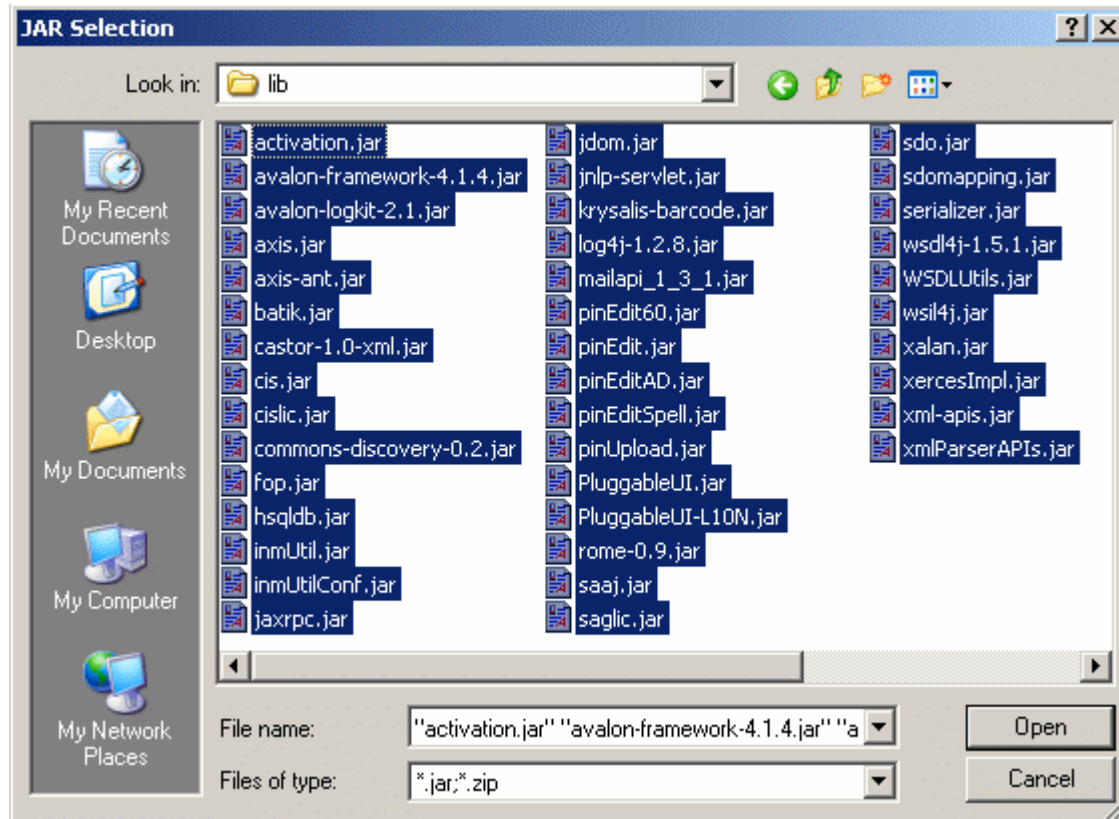 JAR Selection
Look in: lib
My Recent
Documents
Desktop
My Documents
My Computer
My Network
Places
activation.jar
avalon-framework-4.1.4.jar
avalon-logkit-2.1.jar
axis.jar
axis-ant.jar
batik.jar
castor-1.0-xml.jar
cis.jar
cislic.jar
commons-discovery-0.2.jar
fop.jar
hsqldb.jar
inmUtil.jar
inmUtilConf.jar
jaxrpc.jar
jdom.jar
jnlp-servlet.jar
krysalis-barcode.jar
log4j-1.2.8.jar
mailapi_1_3_1.jar
pinEdit60.jar
pinEdit.jar
pinEditAD.jar
pinEditSpell.jar
pinUpload.jar
PluggableUI.jar
PluggableUI-L10N.jar
rome-0.9.jar
saaj.jar
saglic.jar
sdo.jar
sdomapping.jar
serializer.jar
wsdl4j-1.5.1.jar
WSDLUtils.jar
wsil4j.jar
xalan.jar
xercesImpl.jar
xml-apis.jar
xmlParserAPIs.jar
File name: "activation.jar" "avalon-framework-4.1.4.jar" "a
Open
Files of type: *.jar;*.zip
Cancel